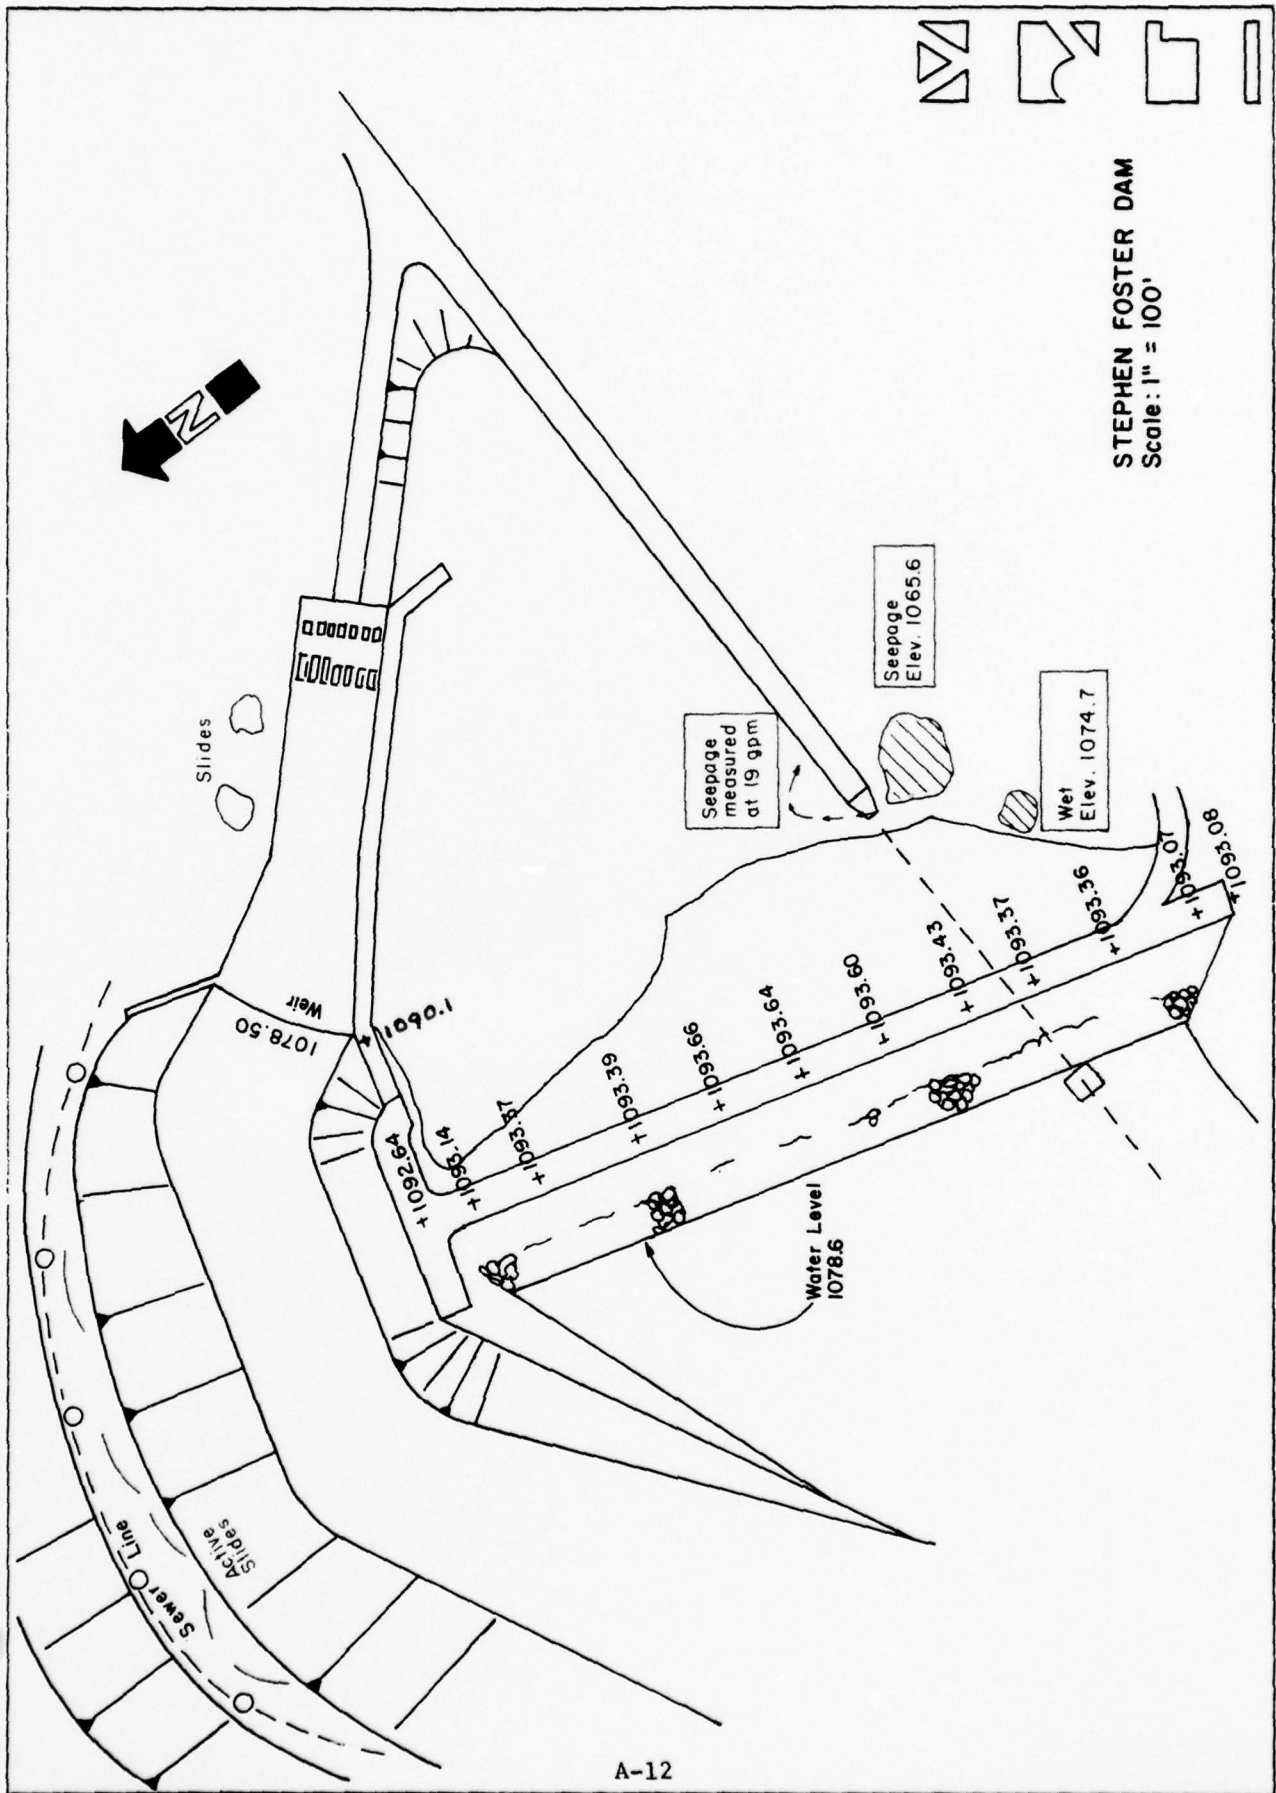 N
Slides
STEPHEN FOSTER DAM
Scale: 1" = 100'
Seepage
Elev. 1065.6
Seepage
measured
at 19 gpm
Wet
Elev. 1074.7
Weir
1078.50
1090.1
+1092.64
+1093.14
+1093.37
+1093.39
+1093.66
+1093.64
+1093.60
+1093.43
+1093.37
+1093.36
+1093.07
+1093.08
Water Level
1078.6
Active
Slides
Sewer Line
A-12